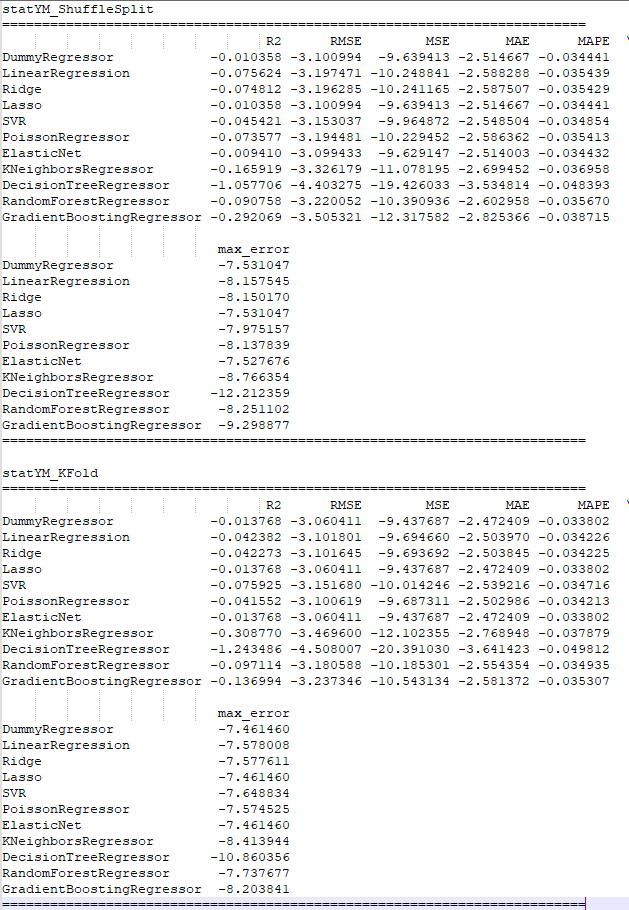 statYM_ShuffleSplit
=========================================================================
R2 RMSE MSE MAE MAPE \
DummyRegressor -0.010358 -3.100994 -9.639413 -2.514667 -0.034441
LinearRegression -0.075624 -3.197471 -10.248841 -2.588288 -0.035439
Ridge -0.074812 -3.196285 -10.241165 -2.587507 -0.035429
Lasso -0.010358 -3.100994 -9.639413 -2.514667 -0.034441
SVR -0.045421 -3.153037 -9.964872 -2.548504 -0.034854
PoissonRegressor -0.073577 -3.194481 -10.229452 -2.586362 -0.035413
ElasticNet -0.009410 -3.099433 -9.629147 -2.514003 -0.034432
KNeighborsRegressor -0.165919 -3.326179 -11.078195 -2.699452 -0.036958
DecisionTreeRegressor -1.057706 -4.403275 -19.426033 -3.534814 -0.048393
RandomForestRegressor -0.090758 -3.220052 -10.390936 -2.602958 -0.035670
GradientBoostingRegressor -0.292069 -3.505321 -12.317582 -2.825366 -0.038715
max_error
DummyRegressor -7.531047
LinearRegression -8.157545
Ridge -8.150170
Lasso -7.531047
SVR -7.975157
PoissonRegressor -8.137839
ElasticNet -7.527676
KNeighborsRegressor -8.766354
DecisionTreeRegressor -12.212359
RandomForestRegressor -8.251102
GradientBoostingRegressor -9.298877
=========================================================================
statYM_KFold
=========================================================================
R2 RMSE MSE MAE MAPE \
DummyRegressor -0.013768 -3.060411 -9.437687 -2.472409 -0.033802
LinearRegression -0.042382 -3.101801 -9.694660 -2.503970 -0.034226
Ridge -0.042273 -3.101645 -9.693692 -2.503845 -0.034225
Lasso -0.013768 -3.060411 -9.437687 -2.472409 -0.033802
SVR -0.075925 -3.151680 -10.014246 -2.539216 -0.034716
PoissonRegressor -0.041552 -3.100619 -9.687311 -2.502986 -0.034213
ElasticNet -0.013768 -3.060411 -9.437687 -2.472409 -0.033802
KNeighborsRegressor -0.308770 -3.469600 -12.102355 -2.768948 -0.037879
DecisionTreeRegressor -1.243486 -4.508007 -20.391030 -3.641423 -0.049812
RandomForestRegressor -0.097114 -3.180588 -10.185301 -2.554354 -0.034935
GradientBoostingRegressor -0.136994 -3.237346 -10.543134 -2.581372 -0.035307
max_error
DummyRegressor -7.461460
LinearRegression -7.578008
Ridge -7.577611
Lasso -7.461460
SVR -7.648834
PoissonRegressor -7.574525
ElasticNet -7.461460
KNeighborsRegressor -8.413944
DecisionTreeRegressor -10.860356
RandomForestRegressor -7.737677
GradientBoostingRegressor -8.203841
=========================================================================